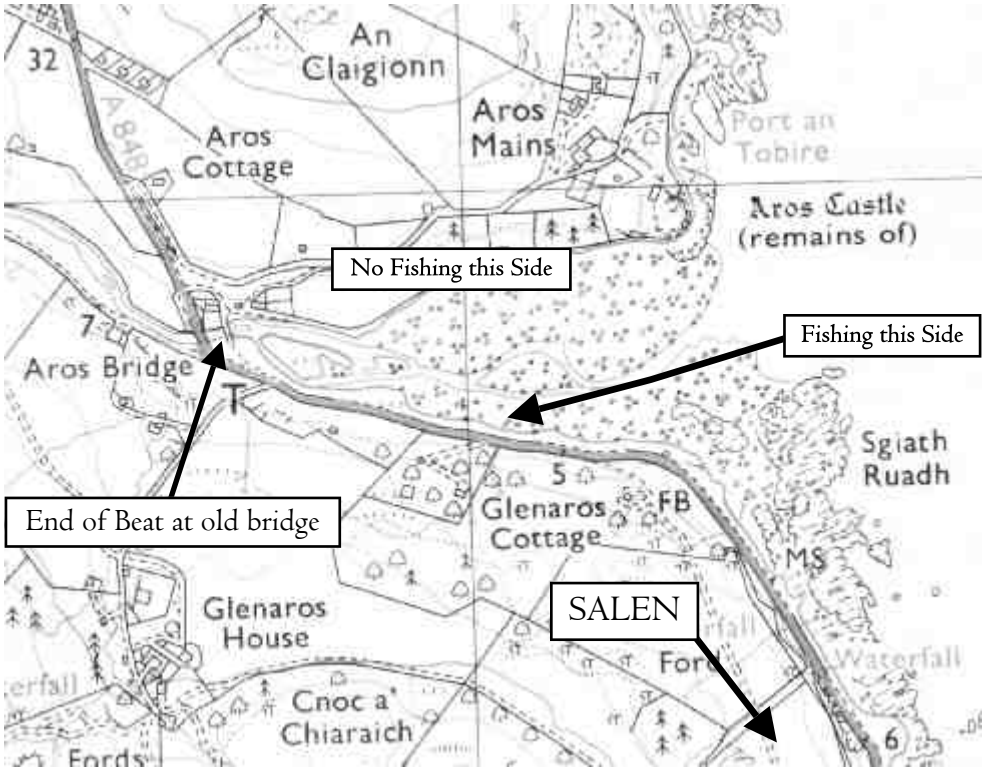 An
Claigionn
32
A 848
Aros
Mains
Port an
Tobire
Aros
Cottage
Aros Castle
(remains of)
No Fishing this Side
Fishing this Side
7
Aros Bridge
T
Sgiath
Ruadh
5
FB
Glenaros
Cottage
End of Beat at old bridge
MS
SALEN
Glenaros
House
Ford
Waterfall
Cnoc a'
Chiaraich
6
Fords